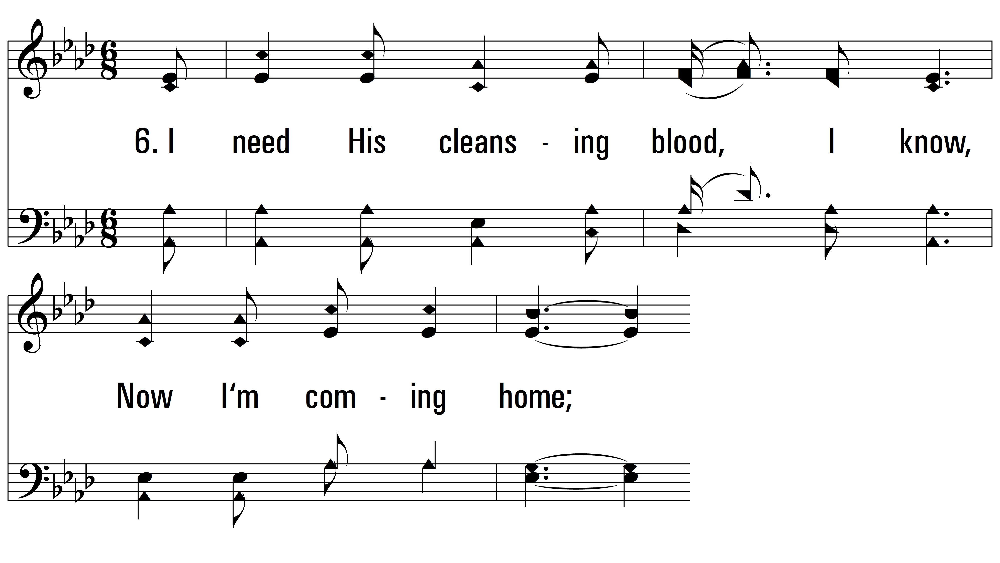 6. I need His cleans - ing blood, I know,
Now I‘m com - ing home;